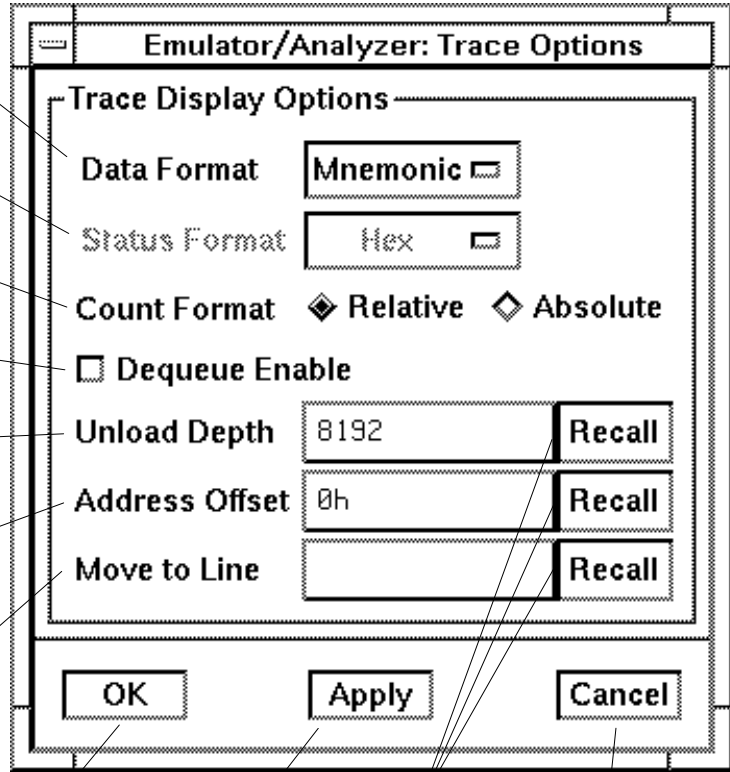 Emulator/Analyzer: Trace Options
Trace Display Options
Data Format Mnemonic
Status Format Hex
Count Format Relative Absolute
Dequeue Enable
Unload Depth 8192 Recall
Address Offset 0h Recall
Move to Line Recall
OK Apply Cancel